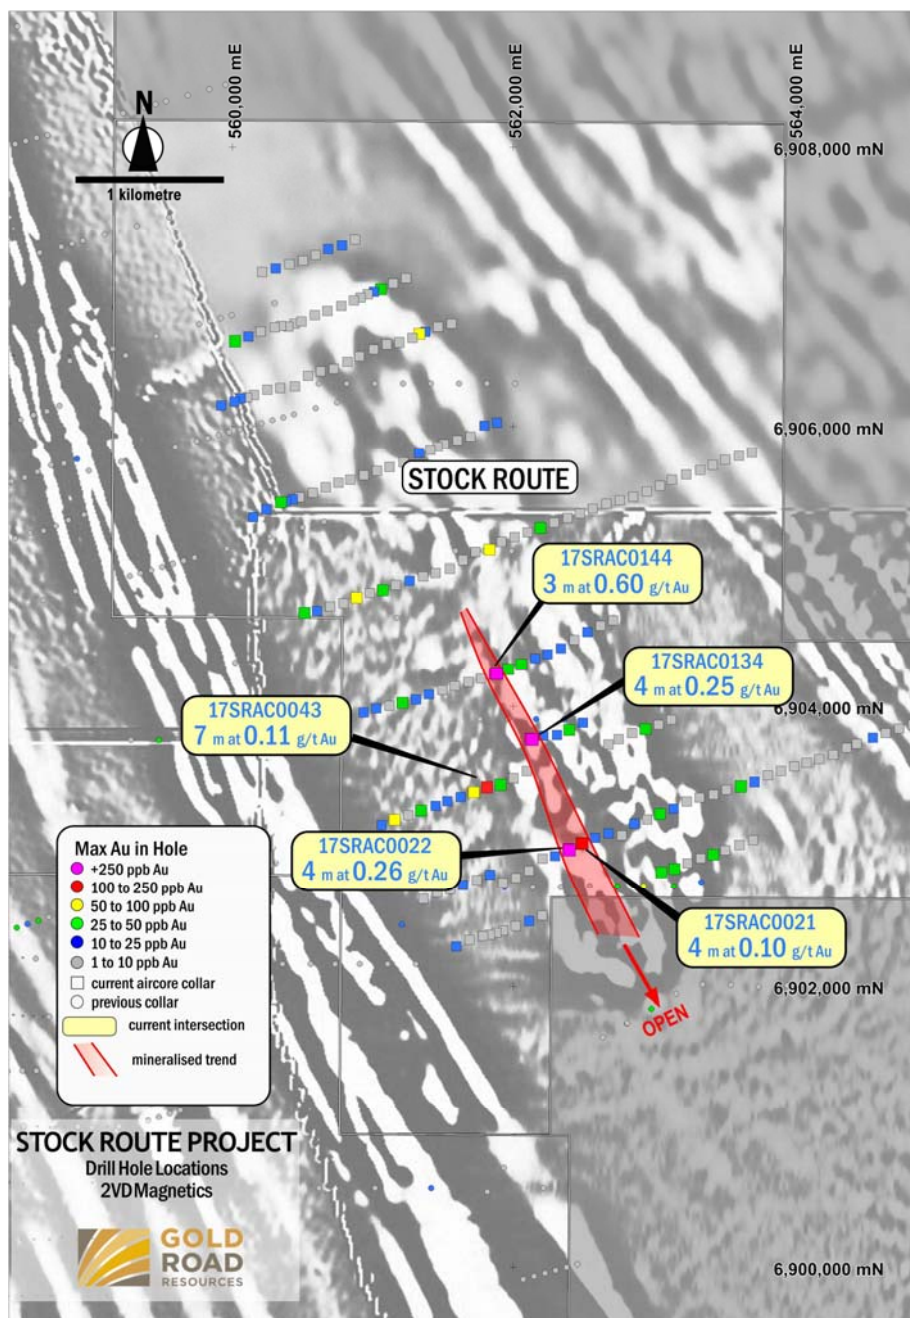 560,000 mE
562,000 mE
564,000 mE
N
1 kilometre
6,908,000 mN
6,906,000 mN
STOCK ROUTE
17SRAC0144
3 m at 0.60 g/t Au
17SRAC0134
4 m at 0.25 g/t Au
17SRAC0043
7 m at 0.11 g/t Au
6,904,000 mN
17SRAC0022
4 m at 0.26 g/t Au
17SRAC0021
4 m at 0.10 g/t Au
Max Au in Hole
+250 ppb Au
100 to 250 ppb Au
50 to 100 ppb Au
25 to 50 ppb Au
10 to 25 ppb Au
1 to 10 ppb Au
current aircore collar
previous collar
current intersection
mineralised trend
6,902,000 mN
OPEN
STOCK ROUTE PROJECT
Drill Hole Locations
2VD Magnetics
GOLD
ROAD
RESOURCES
6,900,000 mN